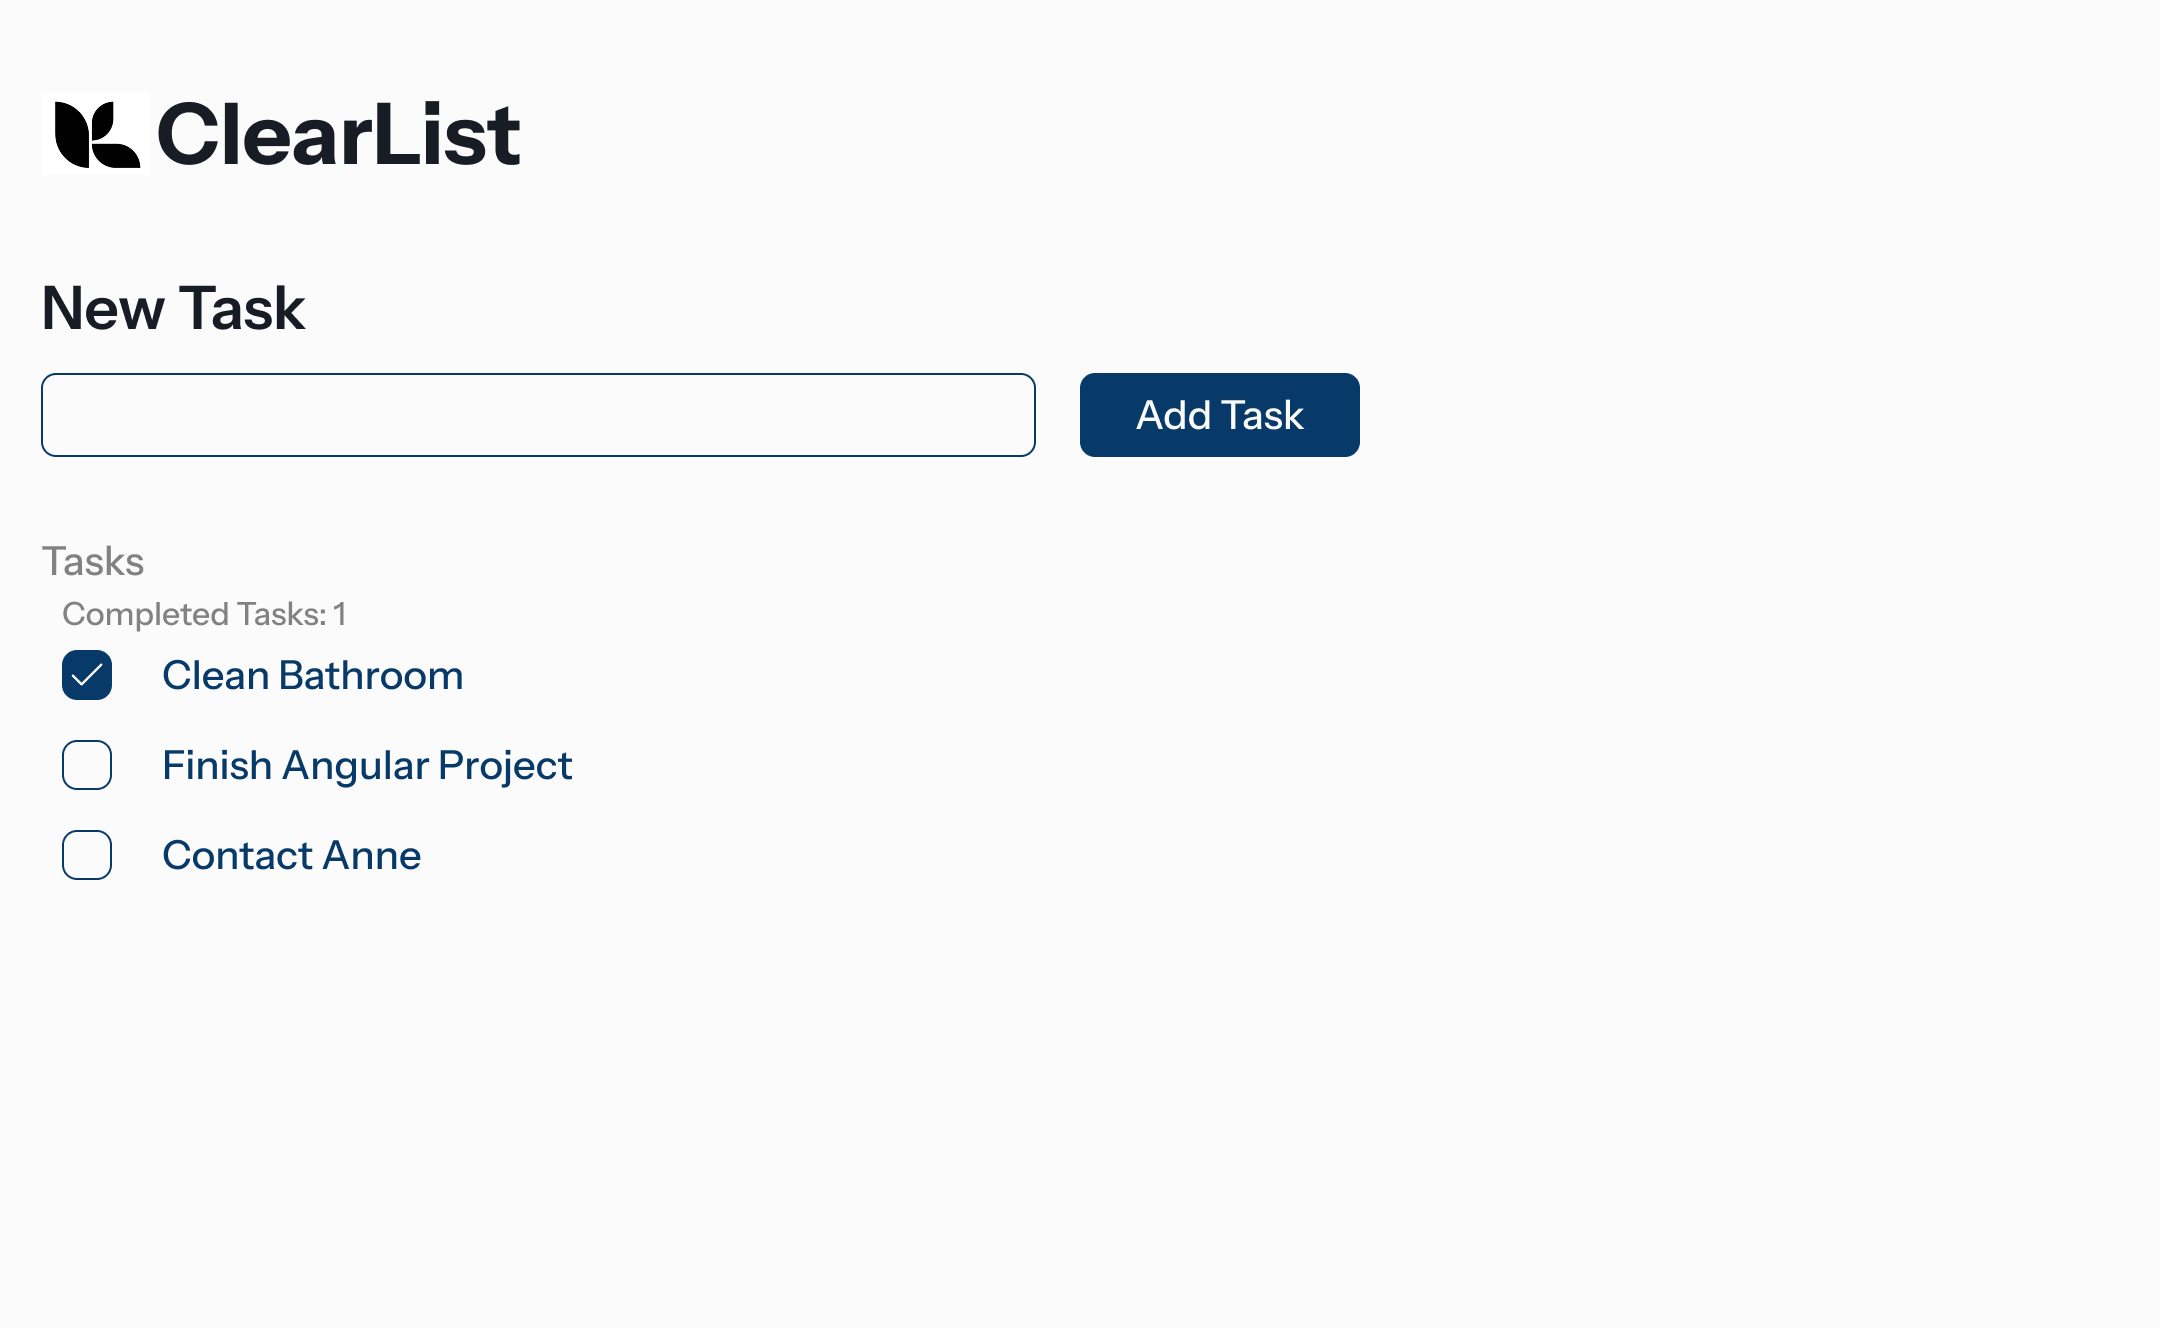 ClearList
New Task
Add Task
Tasks
Completed Tasks: 1
Clean Bathroom
Finish Angular Project
Contact Anne